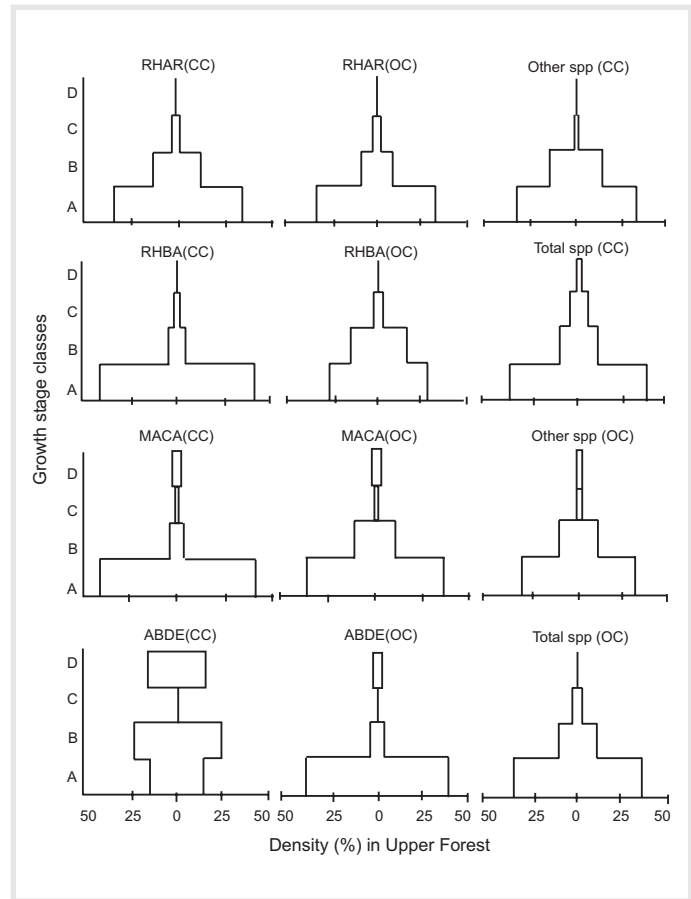 RHAR(CC) RHAR(OC) Other spp (CC)
D
C
B
A
RHBA(CC) RHBA(OC) Total spp (CC)
D
C
B
A
Growth stage classes
MACA(CC) MACA(OC) Other spp (OC)
D
C
B
A
ABDE(CC) ABDE(OC) Total spp (OC)
D
C
B
A
50 25 0 25 50 25 0 25 50 25 0 25 50
Density (%) in Upper Forest